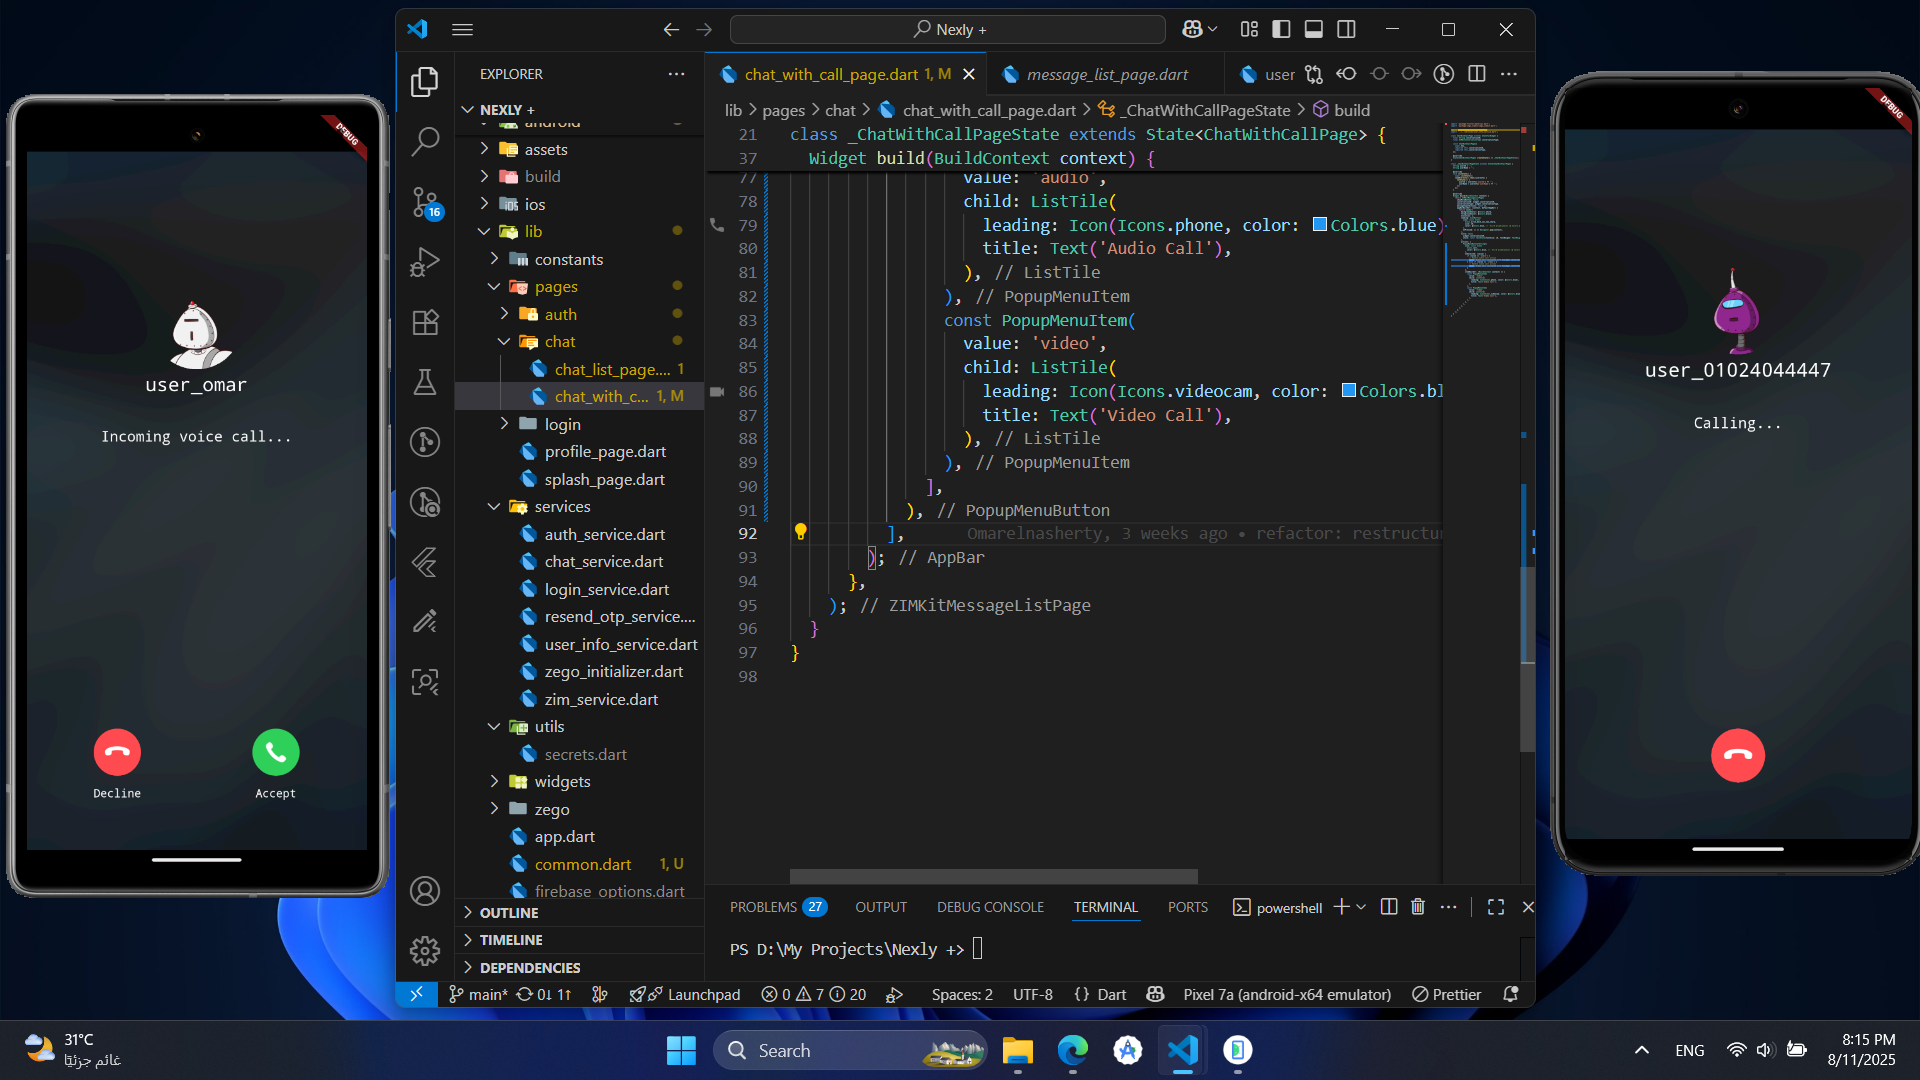 DEBUG
user_omar
Incoming voice call...
Decline
Accept
Nexly +
EXPLORER
NEXLY +
android
assets
build
ios
lib
constants
pages
auth
chat
chat_list_page.... 1
chat_with_c... 1, M
login
profile_page.dart
splash_page.dart
services
auth_service.dart
chat_service.dart
login_service.dart
resend_otp_service....
user_info_service.dart
zego_initializer.dart
zim_service.dart
utils
secrets.dart
widgets
zego
app.dart
common.dart 1, U
firebase_options.dart
OUTLINE
TIMELINE
DEPENDENCIES
16
chat_with_call_page.dart 1, M
message_list_page.dart
user
lib > pages > chat > chat_with_call_page.dart > _ChatWithCallPageState > build
21 class _ChatWithCallPageState extends State<ChatWithCallPage> {
37 Widget build(BuildContext context) {
77 value: 'audio',
78 child: ListTile(
79 leading: Icon(Icons.phone, color: Colors.blue)
80 title: Text('Audio Call'),
81 ), // ListTile
82 ), // PopupMenuItem
83 const PopupMenuItem(
84 value: 'video',
85 child: ListTile(
86 leading: Icon(Icons.videocam, color: Colors.bl
87 title: Text('Video Call'),
88 ), // ListTile
89 ), // PopupMenuItem
90 ],
91 ), // PopupMenuButton
92 ], Omarelnasherty, 3 weeks ago • refactor: restructur
93 ); // AppBar
94 },
95 ); // ZIMKitMessageListPage
96 }
97 }
98
PROBLEMS 27 OUTPUT DEBUG CONSOLE TERMINAL PORTS powershell
PS D:\My Projects\Nexly +>
main* 0↓ 1↑ Launchpad 0 7 20 Spaces: 2 UTF-8 {} Dart Pixel 7a (android-x64 emulator) Prettier
DEBUG
user_01024044447
Calling...
31°C
غائم جزئيًا
Search
ENG
8:15 PM
8/11/2025